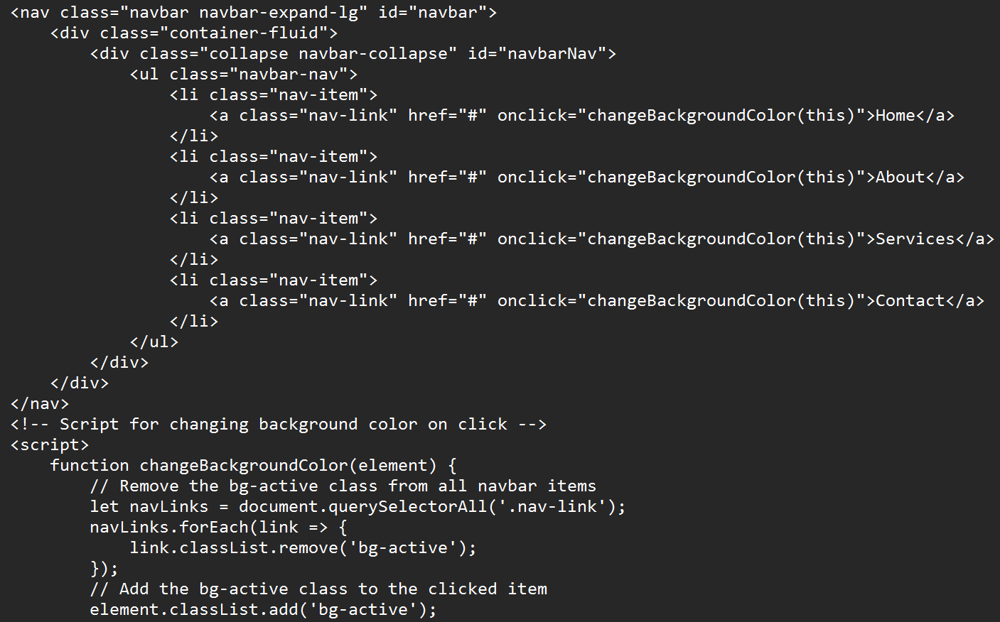 <nav class="navbar navbar-expand-lg" id="navbar">
    <div class="container-fluid">
        <div class="collapse navbar-collapse" id="navbarNav">
            <ul class="navbar-nav">
                <li class="nav-item">
                    <a class="nav-link" href="#" onclick="changeBackgroundColor(this)">Home</a>
                </li>
                <li class="nav-item">
                    <a class="nav-link" href="#" onclick="changeBackgroundColor(this)">About</a>
                </li>
                <li class="nav-item">
                    <a class="nav-link" href="#" onclick="changeBackgroundColor(this)">Services</a>
                </li>
                <li class="nav-item">
                    <a class="nav-link" href="#" onclick="changeBackgroundColor(this)">Contact</a>
                </li>
            </ul>
        </div>
    </div>
</nav>
<!-- Script for changing background color on click -->
<script>
    function changeBackgroundColor(element) {
        // Remove the bg-active class from all navbar items
        let navLinks = document.querySelectorAll('.nav-link');
        navLinks.forEach(link => {
            link.classList.remove('bg-active');
        });
        // Add the bg-active class to the clicked item
        element.classList.add('bg-active');